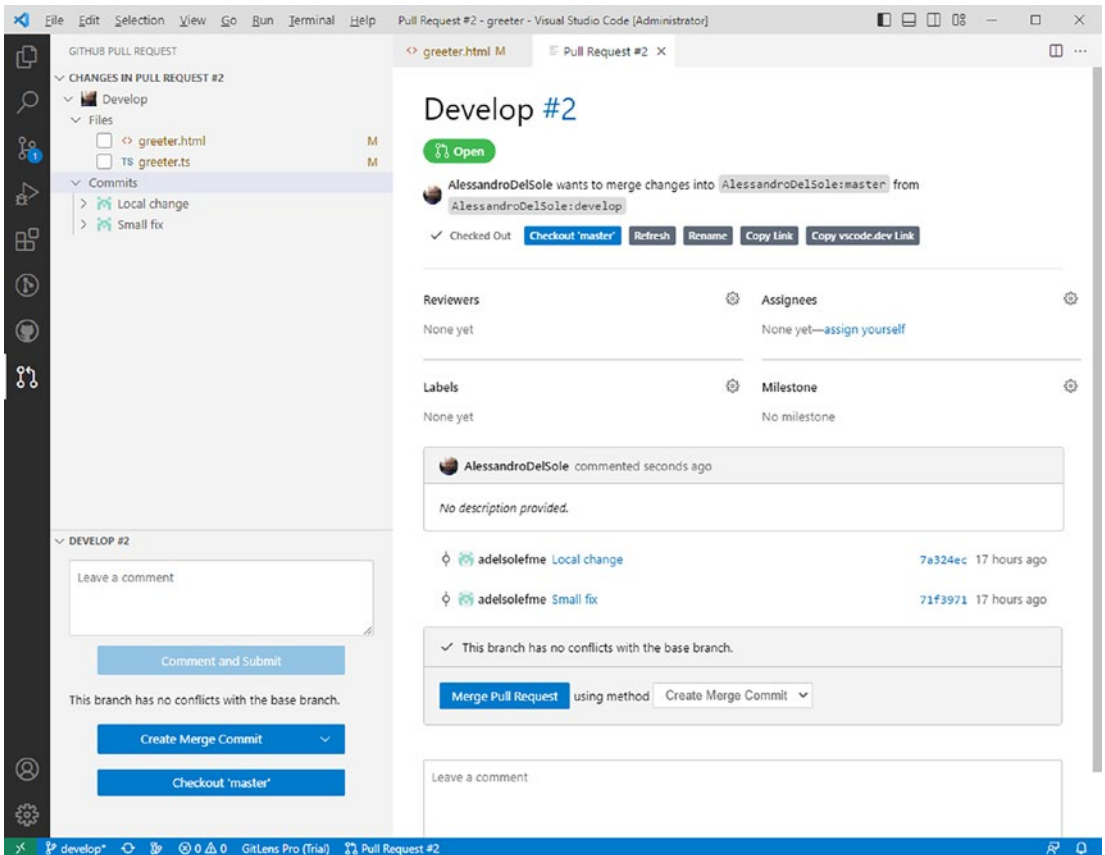 File Edit Selection View Go Run Terminal Help Pull Request #2 - greeter - Visual Studio Code [Administrator]
GITHUB PULL REQUEST
CHANGES IN PULL REQUEST #2
Develop
Files
<> greeter.html M
TS greeter.ts M
Commits
Local change
Small fix
DEVELOP #2
Leave a comment
Comment and Submit
This branch has no conflicts with the base branch.
Create Merge Commit
Checkout 'master'
<> greeter.html M Pull Request #2
Develop #2
Open
AlessandroDelSole wants to merge changes into AlessandroDelSole:master from
AlessandroDelSole:develop
Checked Out Checkout 'master' Refresh Rename Copy Link Copy vscode.dev Link
Reviewers
None yet
Assignees
None yet—assign yourself
Labels
None yet
Milestone
No milestone
AlessandroDelSole commented seconds ago
No description provided.
adelsolefme Local change 7a324ec 17 hours ago
adelsolefme Small fix 71f3971 17 hours ago
This branch has no conflicts with the base branch.
Merge Pull Request using method Create Merge Commit
Leave a comment
develop* 0 0 GitLens Pro (Trial) Pull Request #2